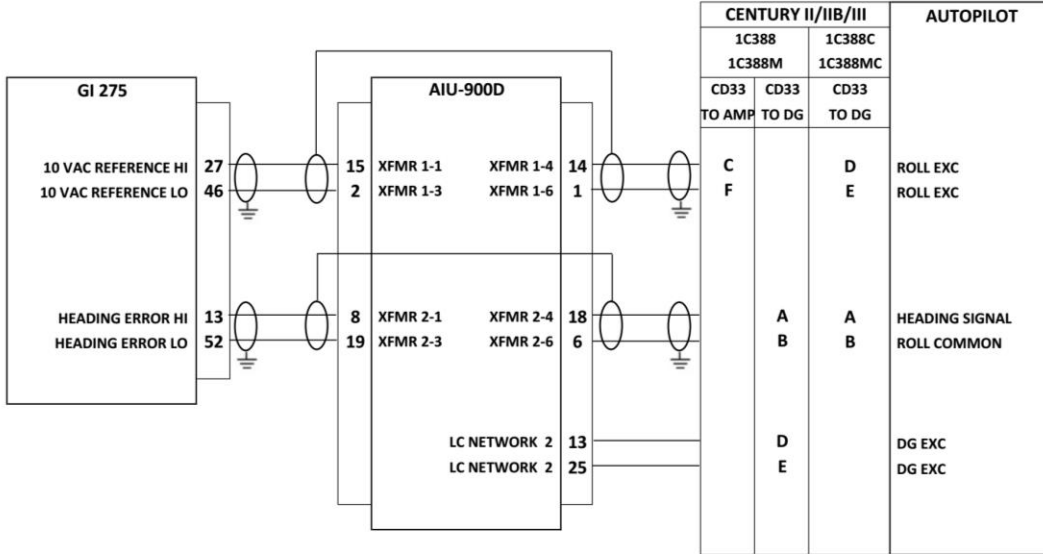 CENTURY II/IIB/III AUTOPILOT
1C388 1C388C
1C388M 1C388MC
CD33 CD33 CD33
TO AMP TO DG TO DG
GI 275 AIU-900D
10 VAC REFERENCE HI 27 15 XFMR 1-1 XFMR 1-4 14 C D ROLL EXC
10 VAC REFERENCE LO 46 2 XFMR 1-3 XFMR 1-6 1 F E ROLL EXC
HEADING ERROR HI 13 8 XFMR 2-1 XFMR 2-4 18 A A HEADING SIGNAL
HEADING ERROR LO 52 19 XFMR 2-3 XFMR 2-6 6 B B ROLL COMMON
LC NETWORK 2 13 D DG EXC
LC NETWORK 2 25 E DG EXC